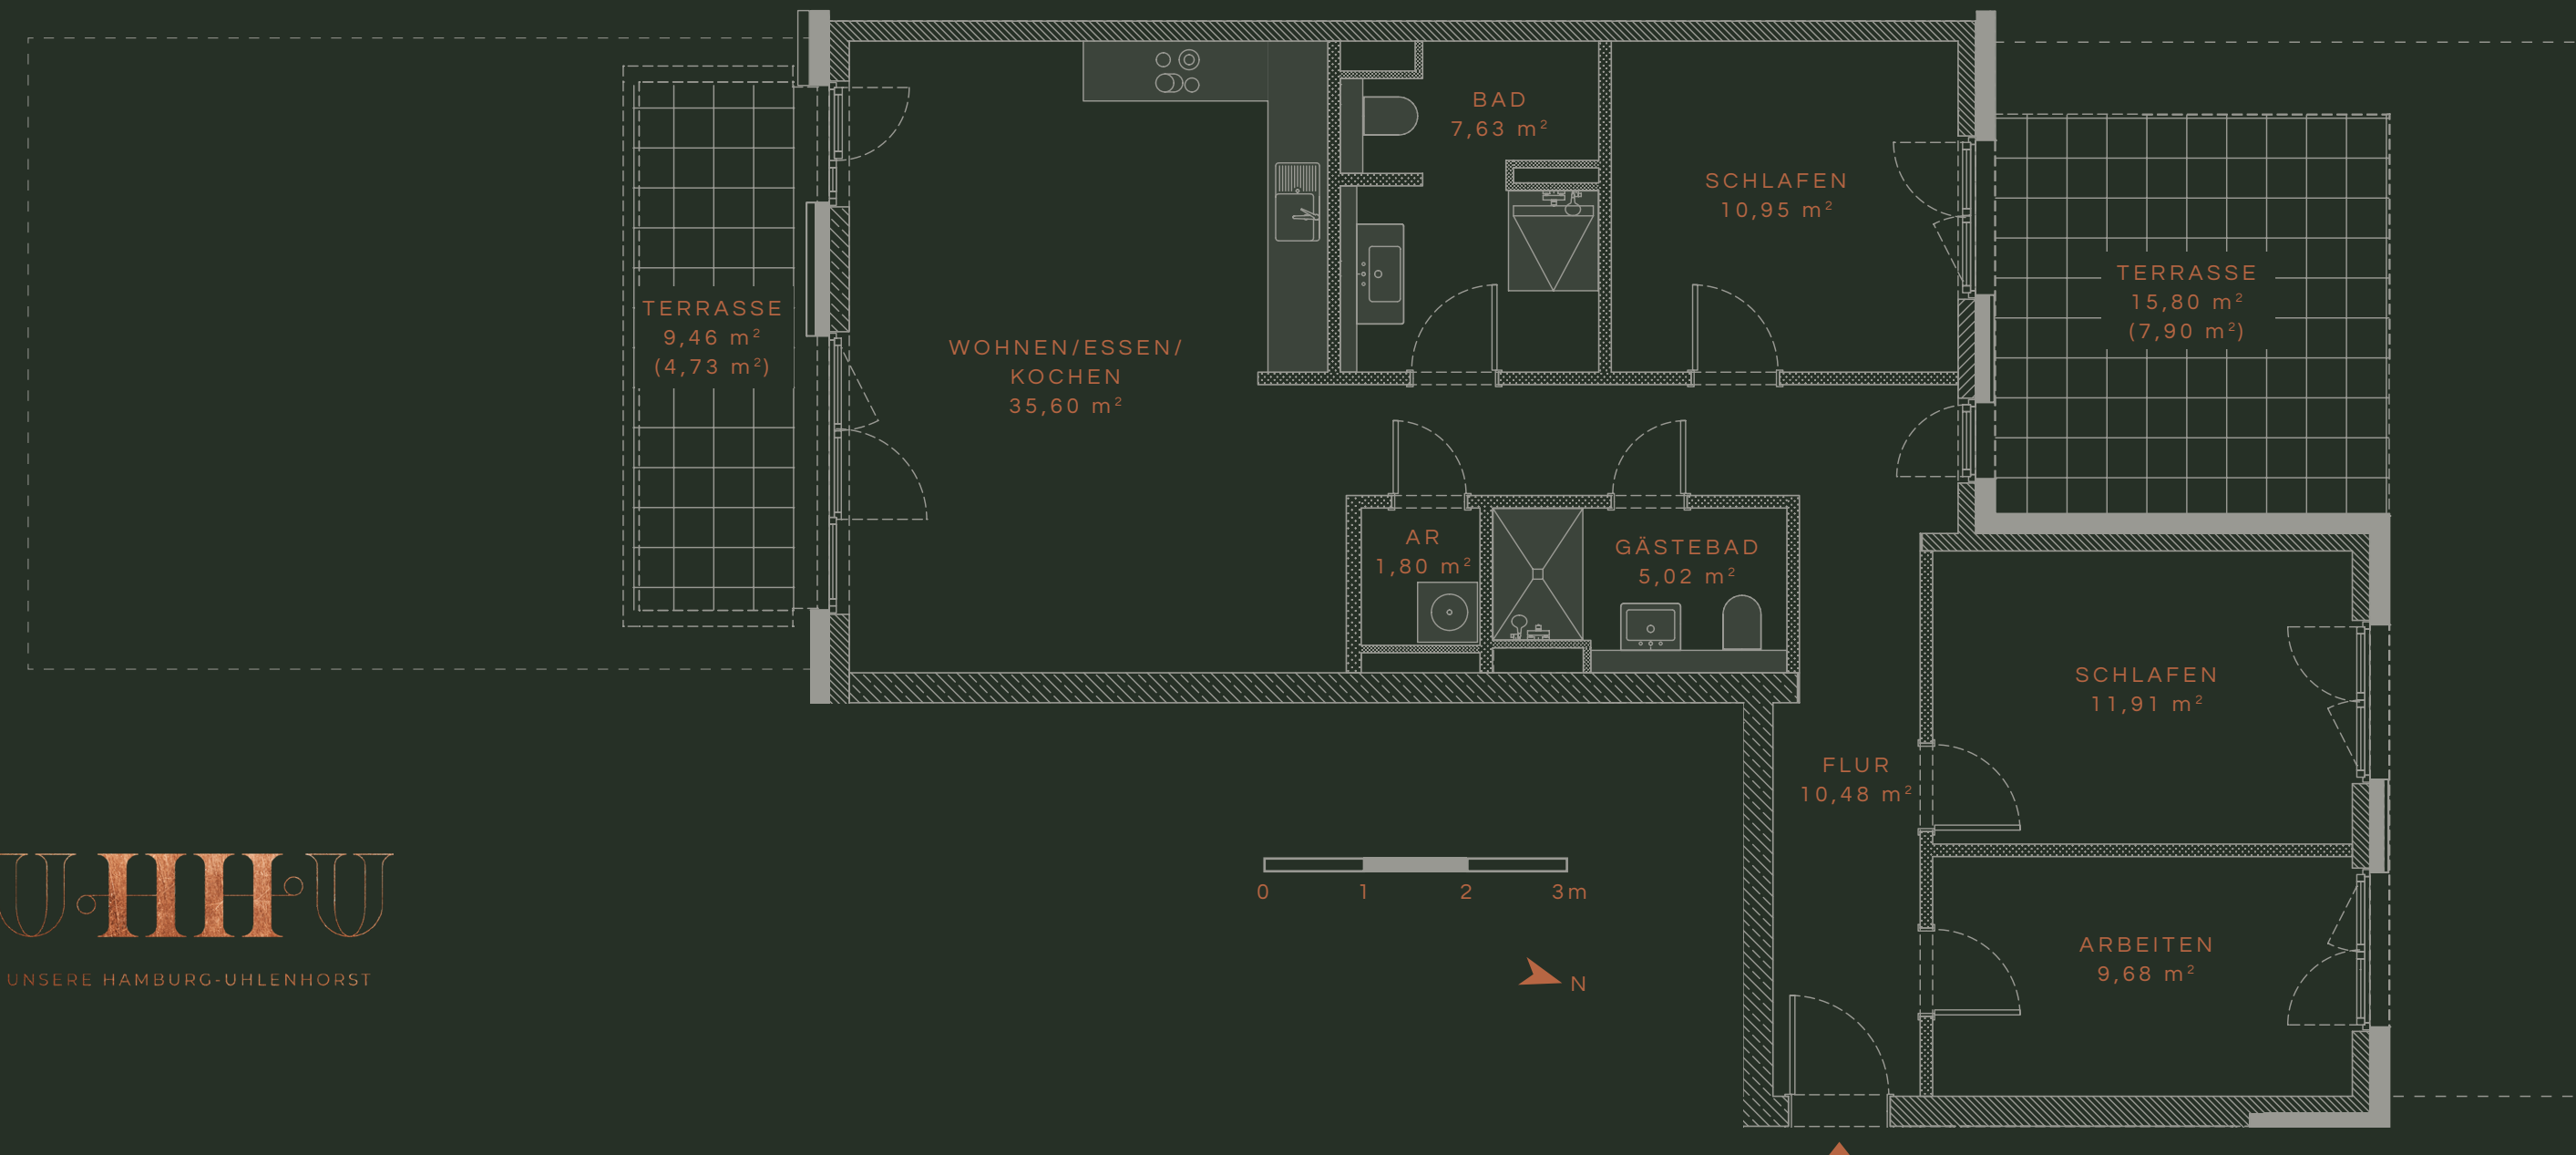 BAD
7,63 m²
SCHLAFEN
10,95 m²
TERRASSE
15,80 m²
(7,90 m²)
TERRASSE
9,46 m²
(4,73 m²)
WOHNEN/ESSEN/
KOCHEN
35,60 m²
AR
1,80 m²
GÄSTEBAD
5,02 m²
SCHLAFEN
11,91 m²
FLUR
10,48 m²
ARBEITEN
9,68 m²
0 1 2 3m
N
U·HH·U
UNSERE HAMBURG-UHLENHORST